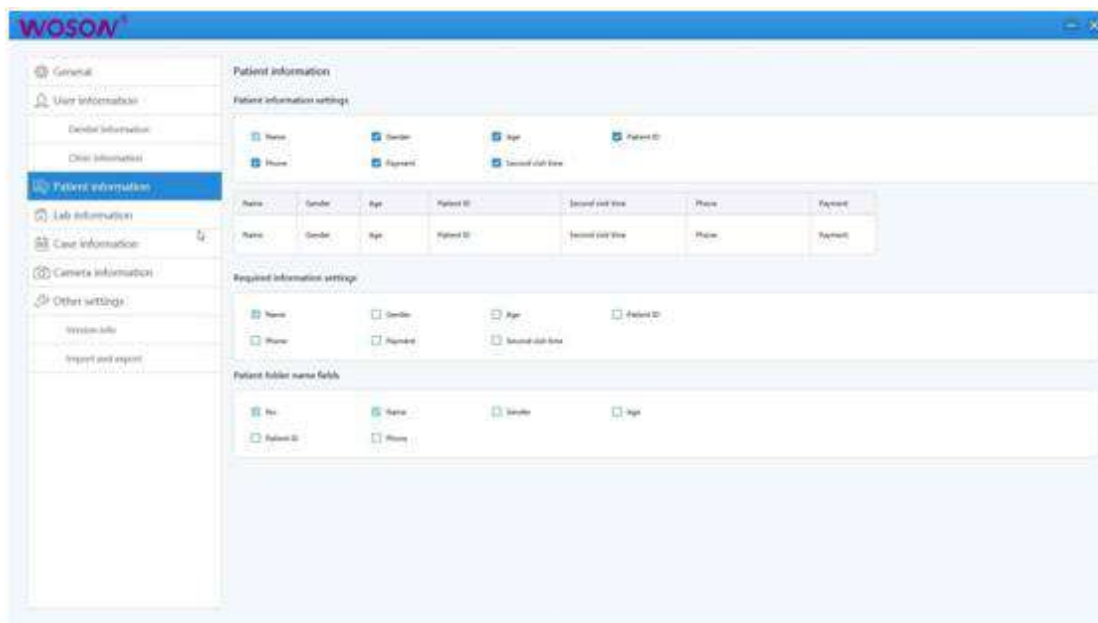 WOSON®
General
User information
Dentist Information
Clinic Information
Patient information
Lab information
Case information
Camera information
Other settings
Version info
Import and export
Patient information
Patient information settings
Name Gender Age Patient ID
Phone Payment Second visit time
Name Gender Age Patient ID Second visit time Phone Payment
Name Gender Age Patient ID Second visit time Phone Payment
Required information settings
Name Gender Age Patient ID
Phone Payment Second visit time
Patient folder name fields
No. Name Gender Age
Patient ID Phone